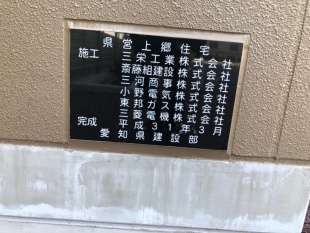 県営上郷住宅
施工 三栄工業株式会社
斎藤組建設株式会社
三河商事株式会社
小野電気株式会社
東邦ガス株式会社
三菱電機株式会社
完成 平成31年3月
愛知県建設部